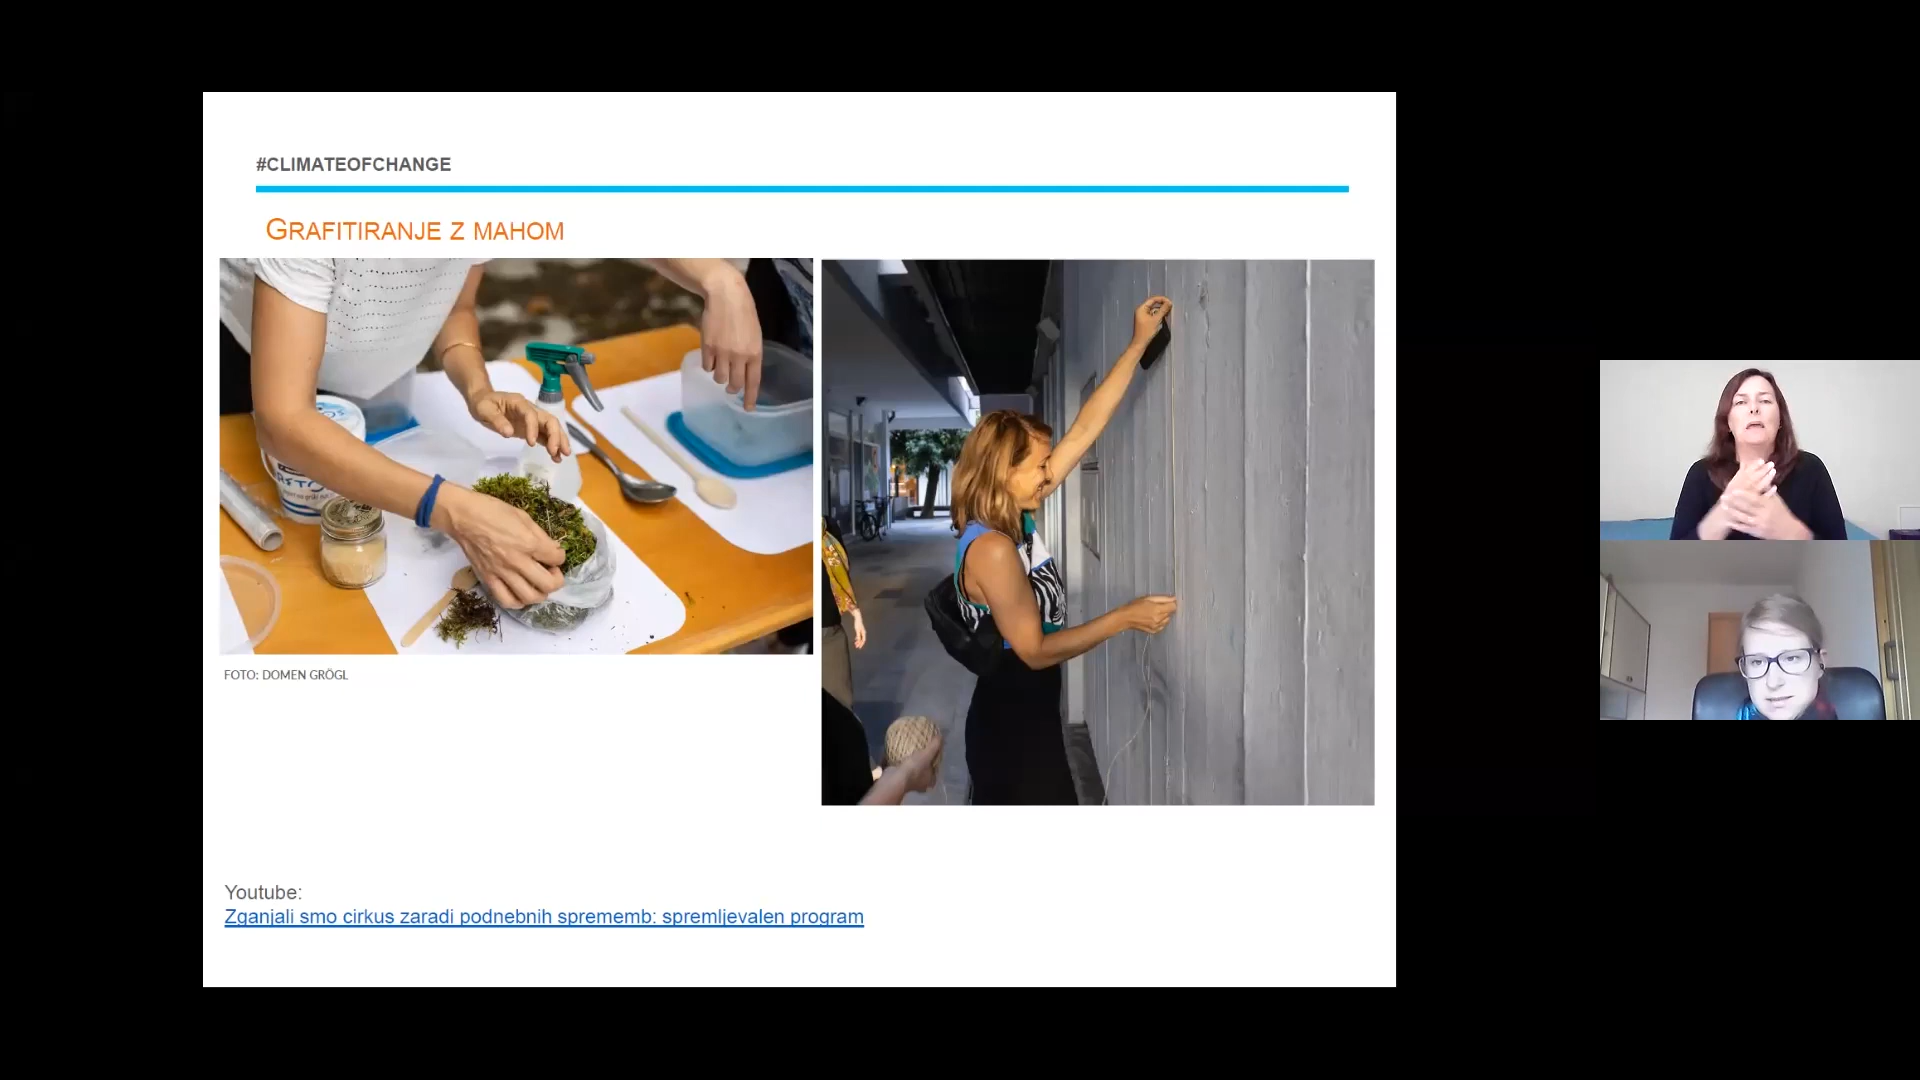 #CLIMATEOFCHANGE
GRAFITIRANJE Z MAHOM
FOTO: DOMEN GRÖGL
Youtube:
Zganjali smo cirkus zaradi podnebnih sprememb: spremljevalen program